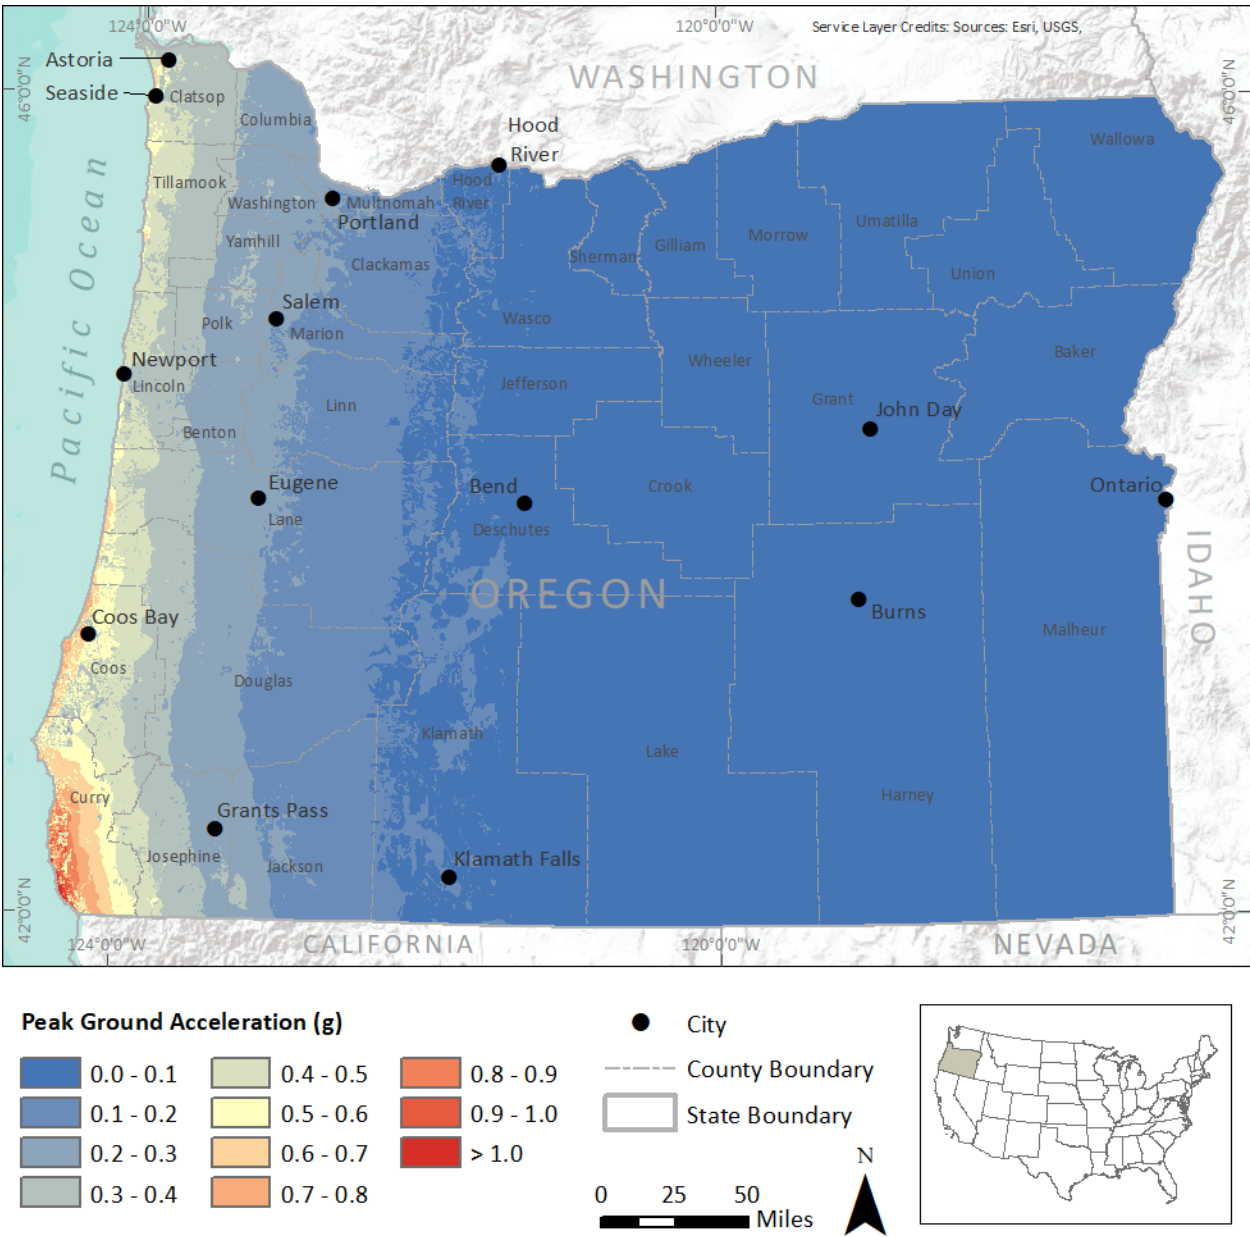 124°0'0"W
120°0'0"W
Service Layer Credits: Sources: Esri, USGS,
46°0'0"N
46°0'0"N
Astoria
Seaside
Clatsop
Columbia
WASHINGTON
Hood
River
Wallowa
Tillamook
Hood
River
Washington
Multnomah
Portland
Umatilla
Yamhill
Clackamas
Sherman
Gilliam
Morrow
Union
Pacific Ocean
Salem
Polk
Marion
Wasco
Newport
Lincoln
Jefferson
Wheeler
Baker
Linn
Grant
John Day
Benton
Eugene
Lane
Bend
Deschutes
Crook
Ontario
IDAHO
OREGON
Burns
Malheur
Coos Bay
Coos
Douglas
Klamath
Lake
Harney
Curry
Grants Pass
Josephine
Jackson
Klamath Falls
42°0'0"N
42°0'0"N
124°0'0"W
CALIFORNIA
120°0'0"W
NEVADA
Peak Ground Acceleration (g)
0.0 - 0.1
0.1 - 0.2
0.2 - 0.3
0.3 - 0.4
0.4 - 0.5
0.5 - 0.6
0.6 - 0.7
0.7 - 0.8
0.8 - 0.9
0.9 - 1.0
> 1.0
City
County Boundary
State Boundary
N
0 25 50
Miles